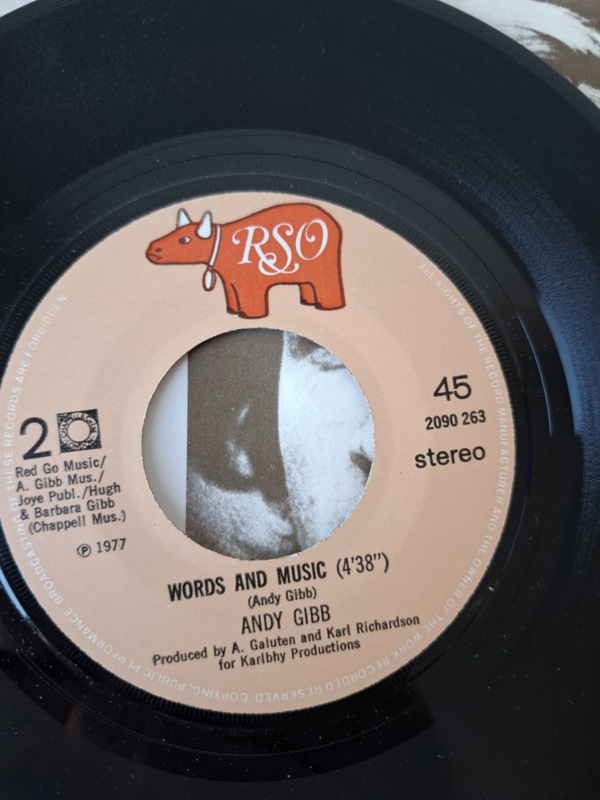 RSO
45
2090 263
stereo
2
Red Go Music/
A. Gibb Mus./
Joye Publ./Hugh
& Barbara Gibb
(Chappell Mus.)
℗ 1977
WORDS AND MUSIC (4'38")
(Andy Gibb)
ANDY GIBB
Produced by A. Galuten and Karl Richardson
for Karlbhy Productions
ALL RIGHTS OF THE RECORD MANUFACTURER AND THE OWNER OF THE WORK RECORDED RESERVED. COPYING, PUBLIC PERFORMANCE, BROADCASTING OF THESE RECORDS ARE FORBIDDEN.